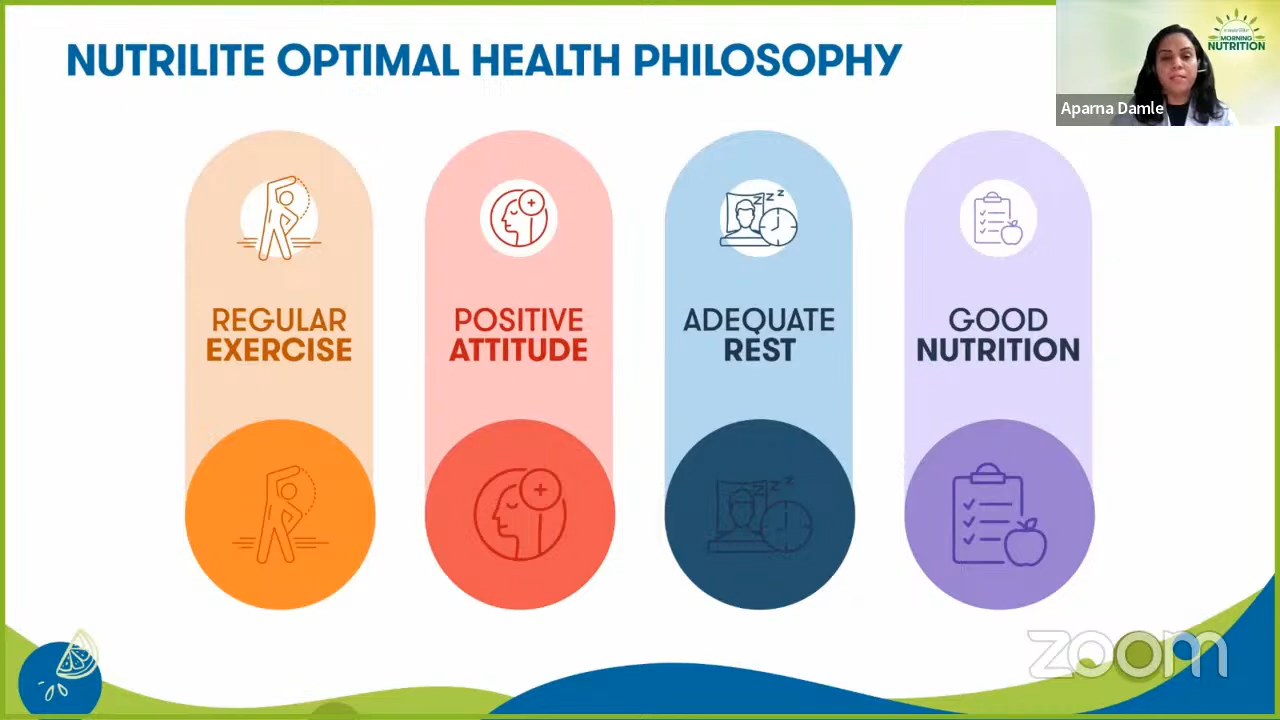 NUTRILITE OPTIMAL HEALTH PHILOSOPHY
MORNING
NUTRITION
Aparna Damle
REGULAR
EXERCISE
POSITIVE
ATTITUDE
ADEQUATE
REST
GOOD
NUTRITION
zoom